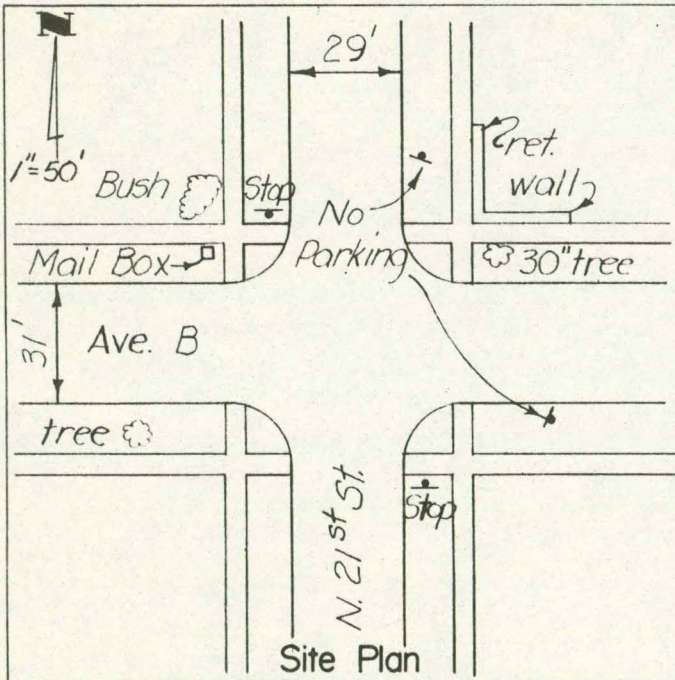 N
29'
1"=50'
Bush
Stop
No
Parking
ret.
wall
Mail Box
30" tree
31'
Ave. B
tree
Stop
N. 21st St.
Site Plan